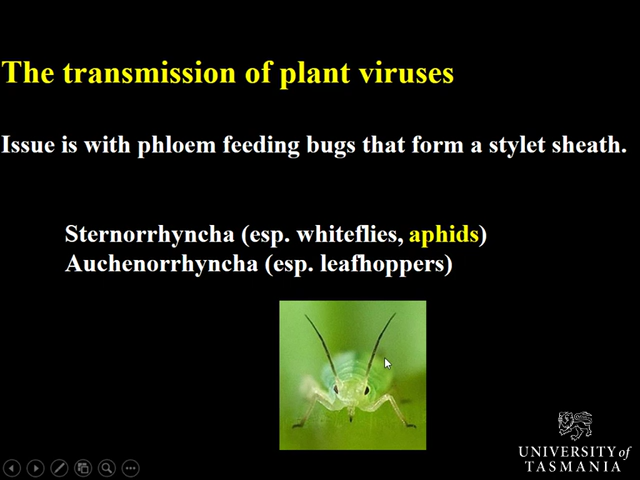 The transmission of plant viruses
Issue is with phloem feeding bugs that form a stylet sheath.
Sternorrhyncha (esp. whiteflies, aphids)
Auchenorrhyncha (esp. leafhoppers)
UNIVERSITY of
TASMANIA